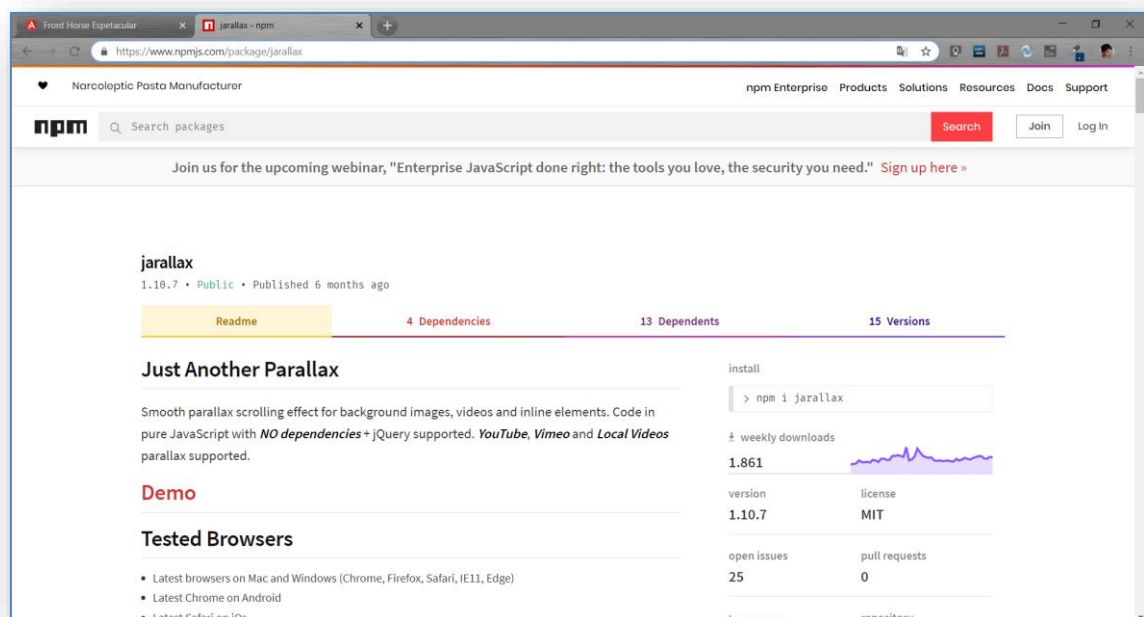 Front Horse Espetacular
jarallax - npm
https://www.npmjs.com/package/jarallax
Narcoleptic Pasta Manufacturer
npm Enterprise Products Solutions Resources Docs Support
npm
Search packages
Search
Join
Log In
Join us for the upcoming webinar, "Enterprise JavaScript done right: the tools you love, the security you need." Sign up here »
jarallax
1.10.7 • Public • Published 6 months ago
Readme
4 Dependencies
13 Dependents
15 Versions
Just Another Parallax
Smooth parallax scrolling effect for background images, videos and inline elements. Code in
pure JavaScript with NO dependencies + jQuery supported. YouTube, Vimeo and Local Videos
parallax supported.
Demo
Tested Browsers
• Latest browsers on Mac and Windows (Chrome, Firefox, Safari, IE11, Edge)
• Latest Chrome on Android
• Latest Safari on iOs
install
> npm i jarallax
weekly downloads
1.861
version
license
1.10.7
MIT
open issues
pull requests
25
0
repository